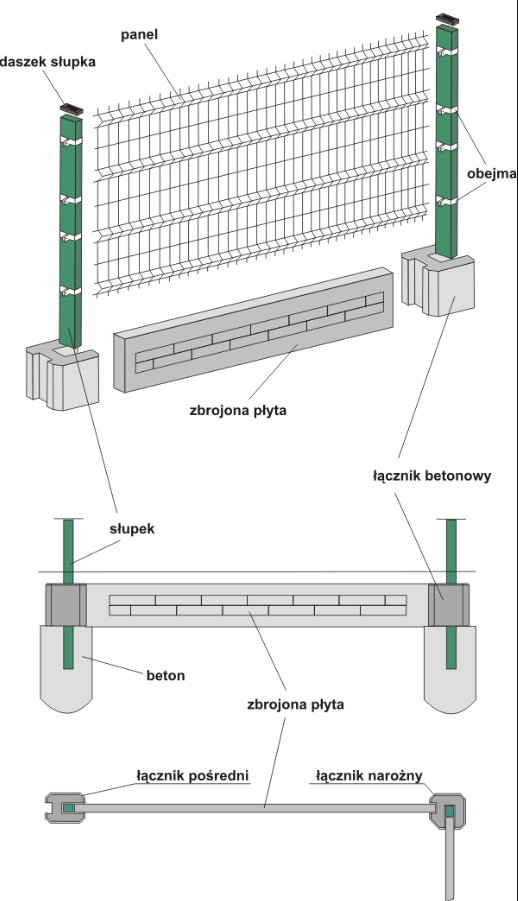 panel
daszek słupka
obejma
zbrojona płyta
łącznik betonowy
słupek
beton
zbrojona płyta
łącznik pośredni
łącznik narożny